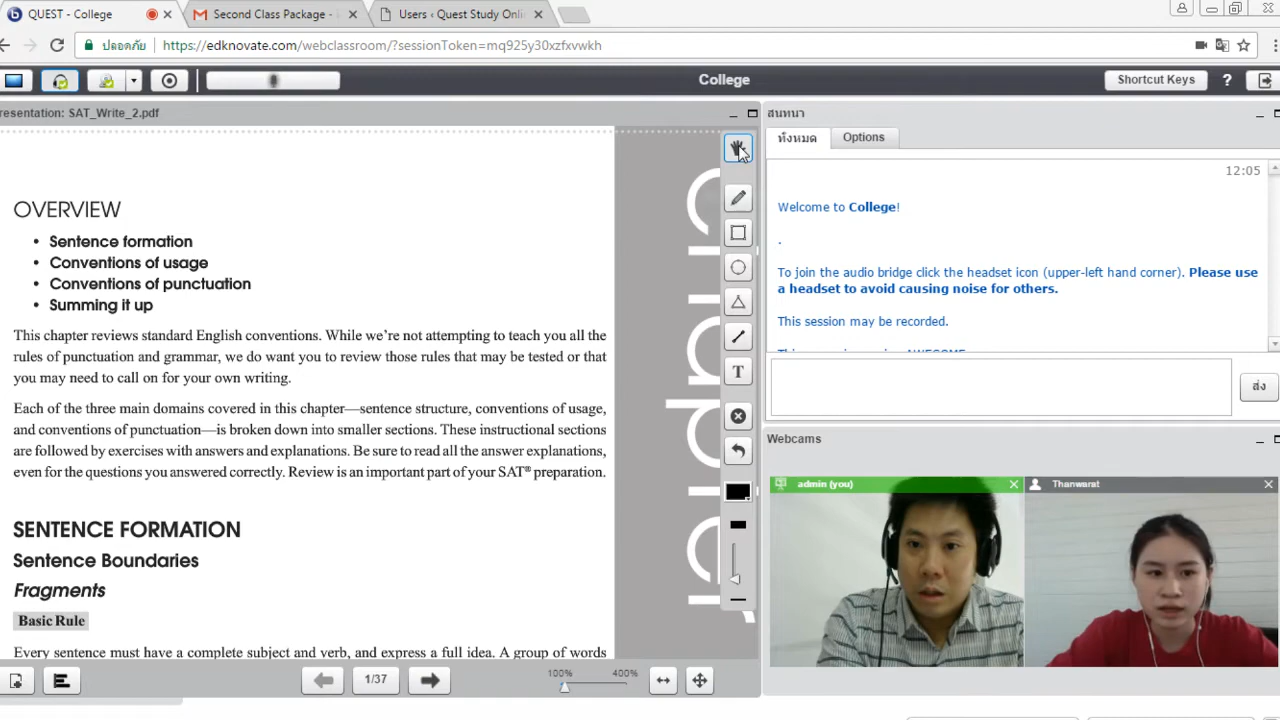 QUEST - College
Second Class Package -
Users ‹ Quest Study Onli
ปลอดภัย
https://edknovate.com/webclassroom/?sessionToken=mq925y30xzfxvwkh
College
Shortcut Keys
?
resentation: SAT_Write_2.pdf
OVERVIEW
• Sentence formation
• Conventions of usage
• Conventions of punctuation
• Summing it up
This chapter reviews standard English conventions. While we're not attempting to teach you all the
rules of punctuation and grammar, we do want you to review those rules that may be tested or that
you may need to call on for your own writing.
Each of the three main domains covered in this chapter—sentence structure, conventions of usage,
and conventions of punctuation—is broken down into smaller sections. These instructional sections
are followed by exercises with answers and explanations. Be sure to read all the answer explanations,
even for the questions you answered correctly. Review is an important part of your SAT® preparation.
SENTENCE FORMATION
Sentence Boundaries
Fragments
Basic Rule
Every sentence must have a complete subject and verb, and express a full idea. A group of words
T
1/37
100%
400%
สนทนา
ทั้งหมด
Options
12:05
Welcome to College!
.
To join the audio bridge click the headset icon (upper-left hand corner). Please use
a headset to avoid causing noise for others.
This session may be recorded.
ส่ง
Webcams
admin (you)
Thanwarat